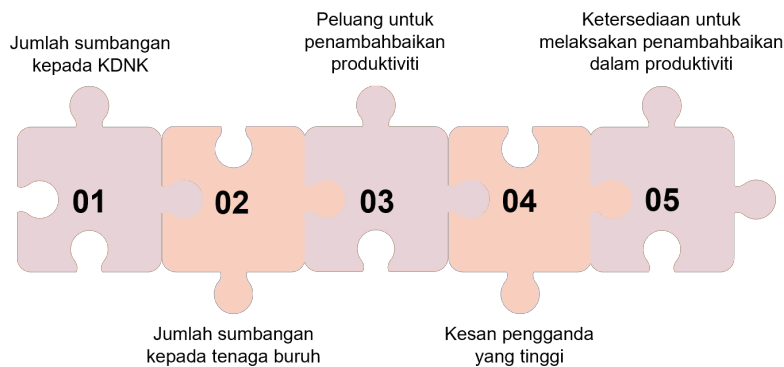 Jumlah sumbangan
kepada KDNK
01
Jumlah sumbangan
kepada tenaga buruh
02
Peluang untuk
penambahbaikan
produktiviti
03
Kesan pengganda
yang tinggi
04
Ketersediaan untuk
melaksakan penambahbaikan
dalam produktiviti
05